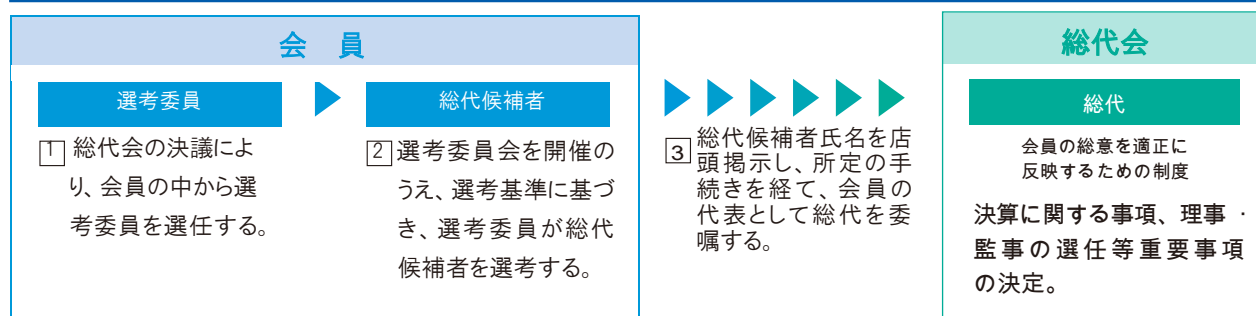 会 員
選考委員
1 総代会の決議によ
り、会員の中から選
考委員を選任する。
総代候補者
2 選考委員会を開催の
うえ、選考基準に基づ
き、選考委員が総代
候補者を選考する。
3 総代候補者氏名を店
頭掲示し、所定の手
続きを経て、会員の
代表として総代を委
嘱する。
総代会
総代
会員の総意を適正に
反映するための制度
決算に関する事項、理事・
監事の選任等重要事項
の決定。